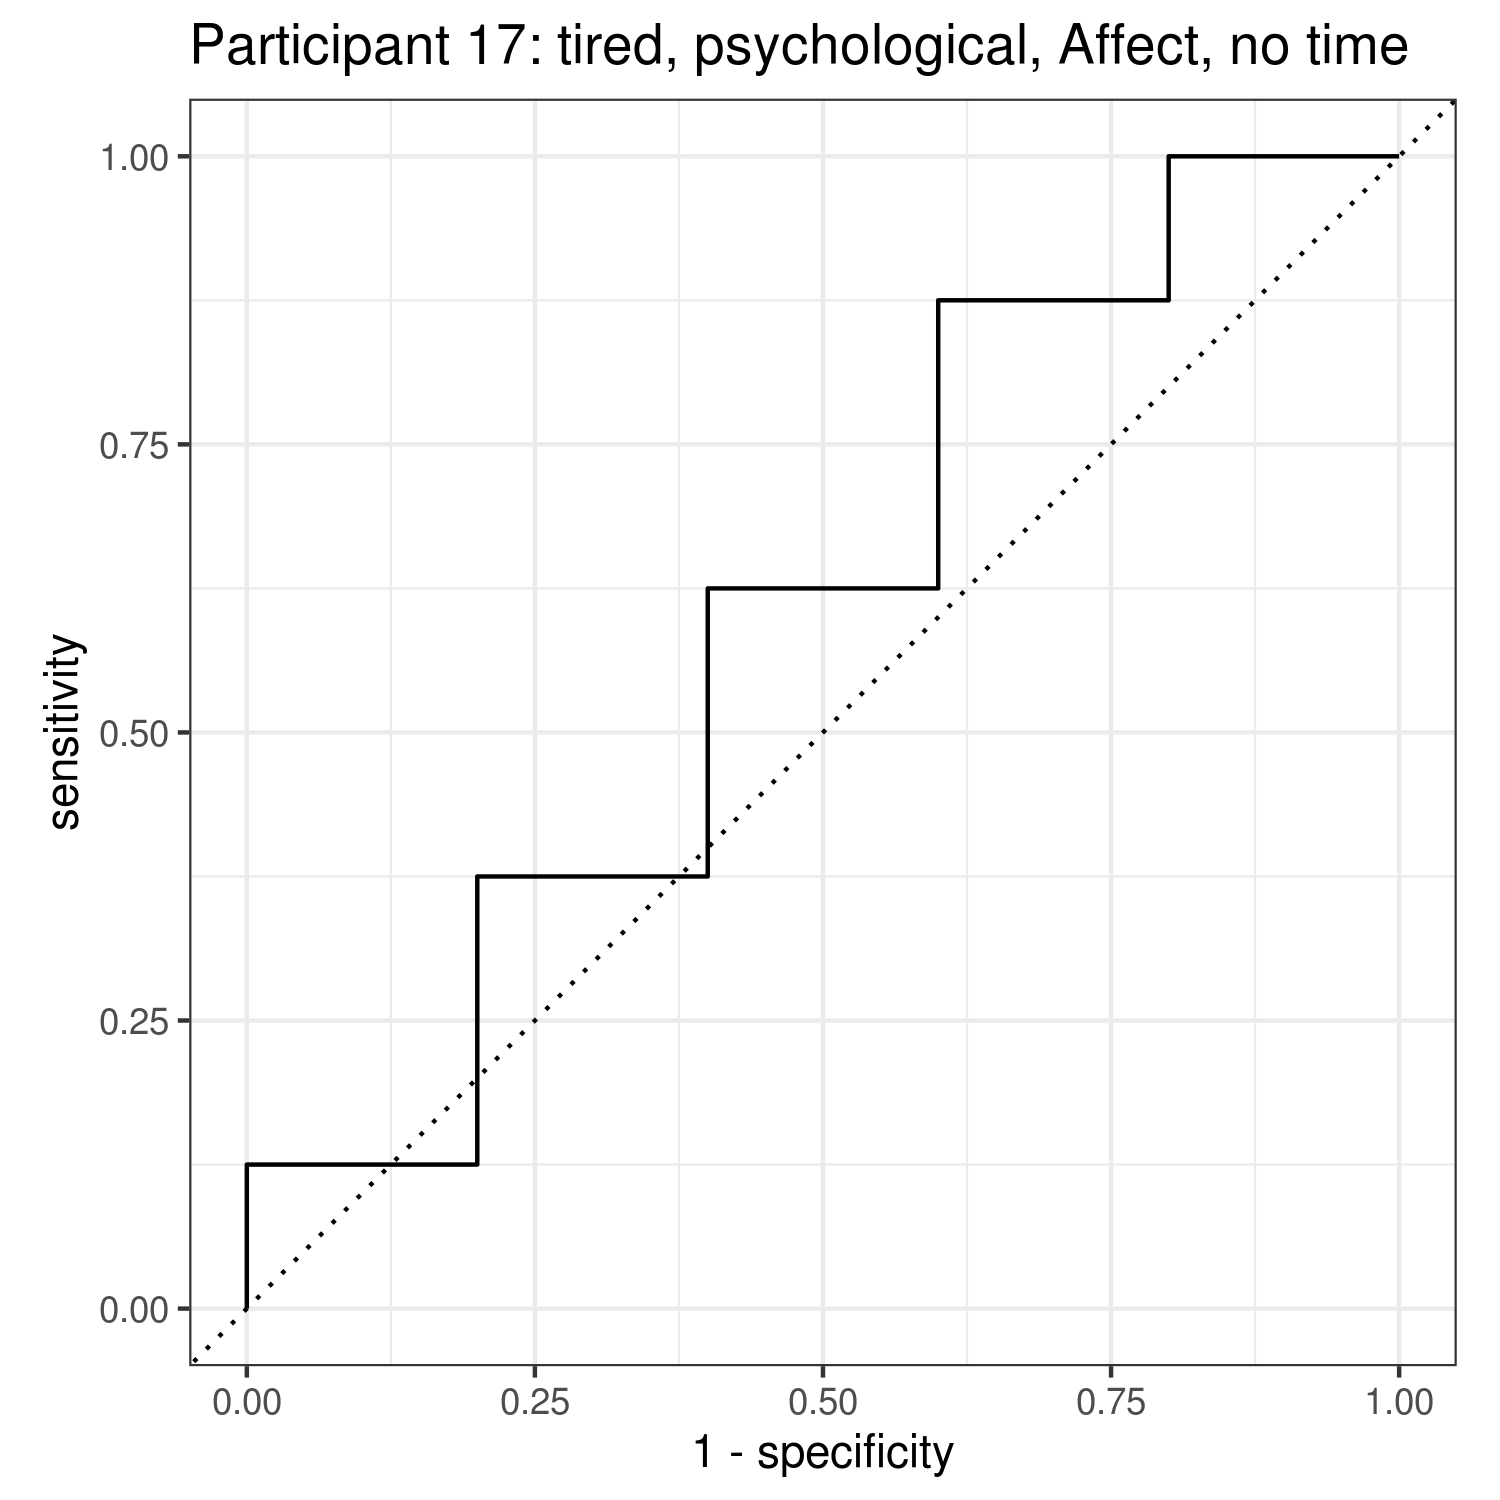 Participant 17: tired, psychological, Affect, no time
1.00
0.75
0.50
0.25
0.00
sensitivity
0.00 0.25 0.50 0.75 1.00
1 - specificity